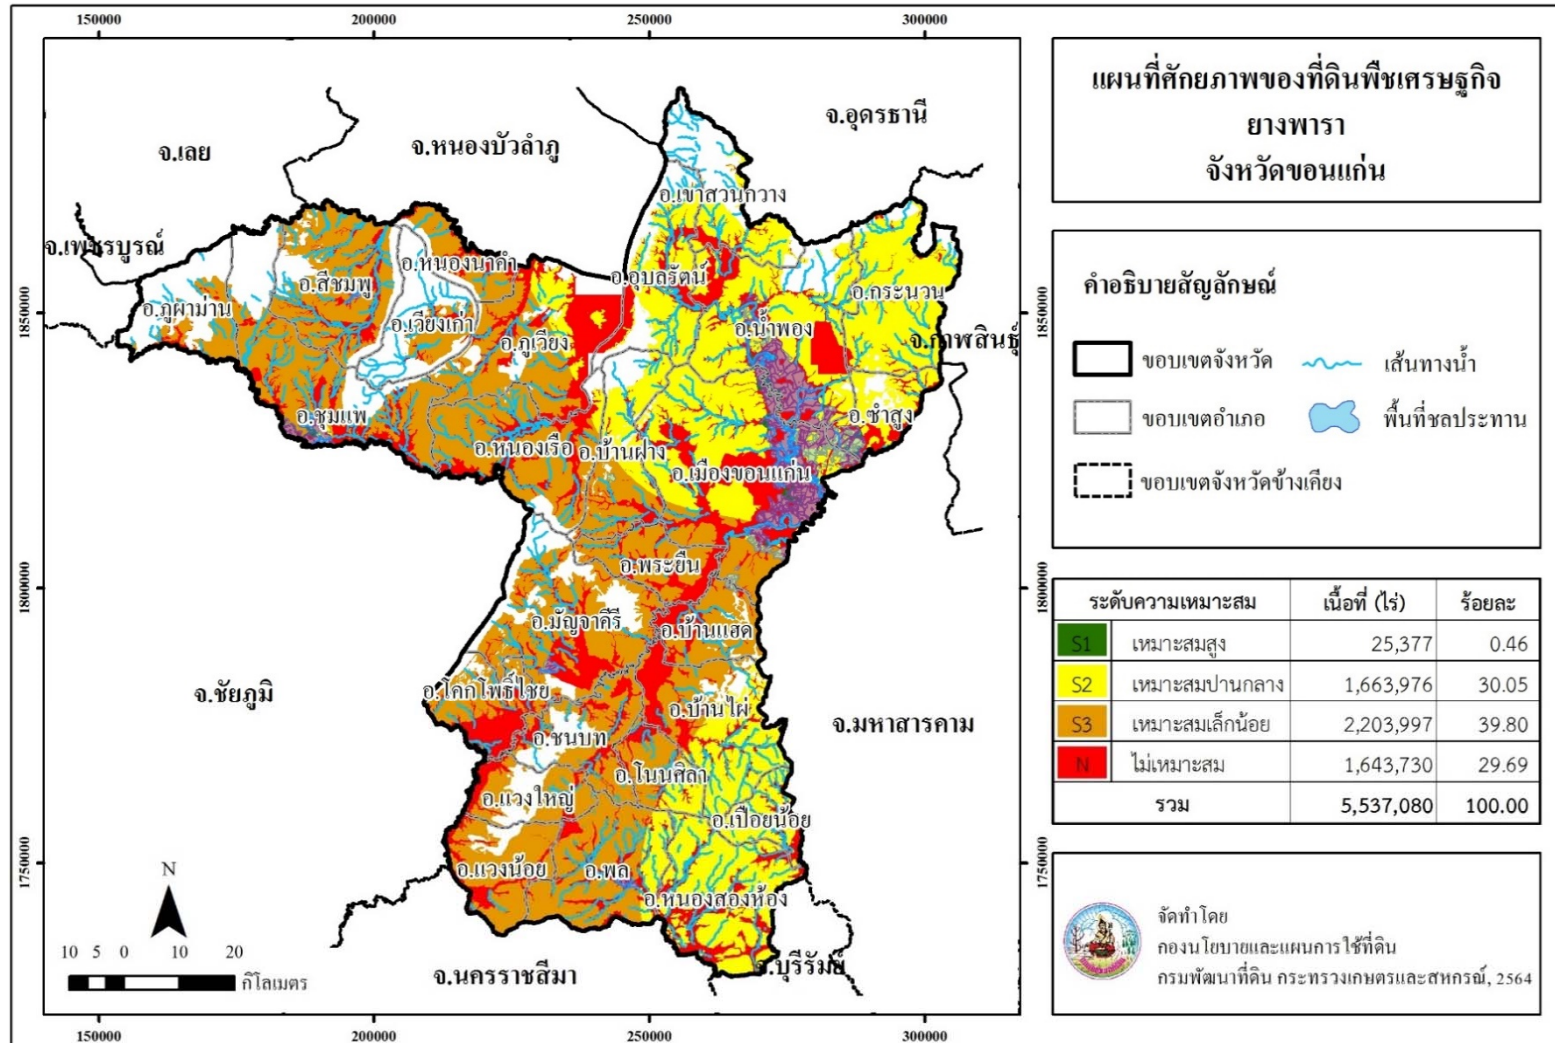 150000
200000
250000
300000
แผนที่ศักยภาพของที่ดินพืชเศรษฐกิจ
ยางพารา
จังหวัดขอนแก่น
จ.อุดรธานี
จ.หนองบัวลำภู
จ.เลย
จ.เพชรบูรณ์
อ.เขาสวนกวาง
อ.หนองนาคำ
อ.สีชมพู
อ.อุบลรัตน์
อ.กระนวน
อ.ภูผาม่าน
อ.เวียงเก่า
อ.ภูเวียง
อ.น้ำพอง
จ.กาฬสินธุ์
อ.ชุมแพ
อ.ซำสูง
อ.หนองเรือ
อ.บ้านฝาง
อ.เมืองขอนแก่น
อ.พระยืน
อ.มัญจาคีรี
อ.บ้านแฮด
จ.ชัยภูมิ
อ.โคกโพธิ์ไชย
อ.บ้านไผ่
จ.มหาสารคาม
อ.ชนบท
อ.โนนศิลา
อ.แวงใหญ่
อ.เปือยน้อย
อ.แวงน้อย
อ.พล
อ.หนองสองห้อง
จ.บุรีรัมย์
จ.นครราชสีมา
1850000
1800000
1750000
1850000
1800000
1750000
N
10 5 0 10 20
กิโลเมตร
150000
200000
250000
300000
คำอธิบายสัญลักษณ์
ขอบเขตจังหวัด
เส้นทางน้ำ
ขอบเขตอำเภอ
พื้นที่ชลประทาน
ขอบเขตจังหวัดข้างเคียง
ระดับความเหมาะสม เนื้อที่ (ไร่) ร้อยละ
S1 เหมาะสมสูง 25,377 0.46
S2 เหมาะสมปานกลาง 1,663,976 30.05
S3 เหมาะสมเล็กน้อย 2,203,997 39.80
N ไม่เหมาะสม 1,643,730 29.69
รวม 5,537,080 100.00
จัดทำโดย
กองนโยบายและแผนการใช้ที่ดิน
กรมพัฒนาที่ดิน กระทรวงเกษตรและสหกรณ์, 2564